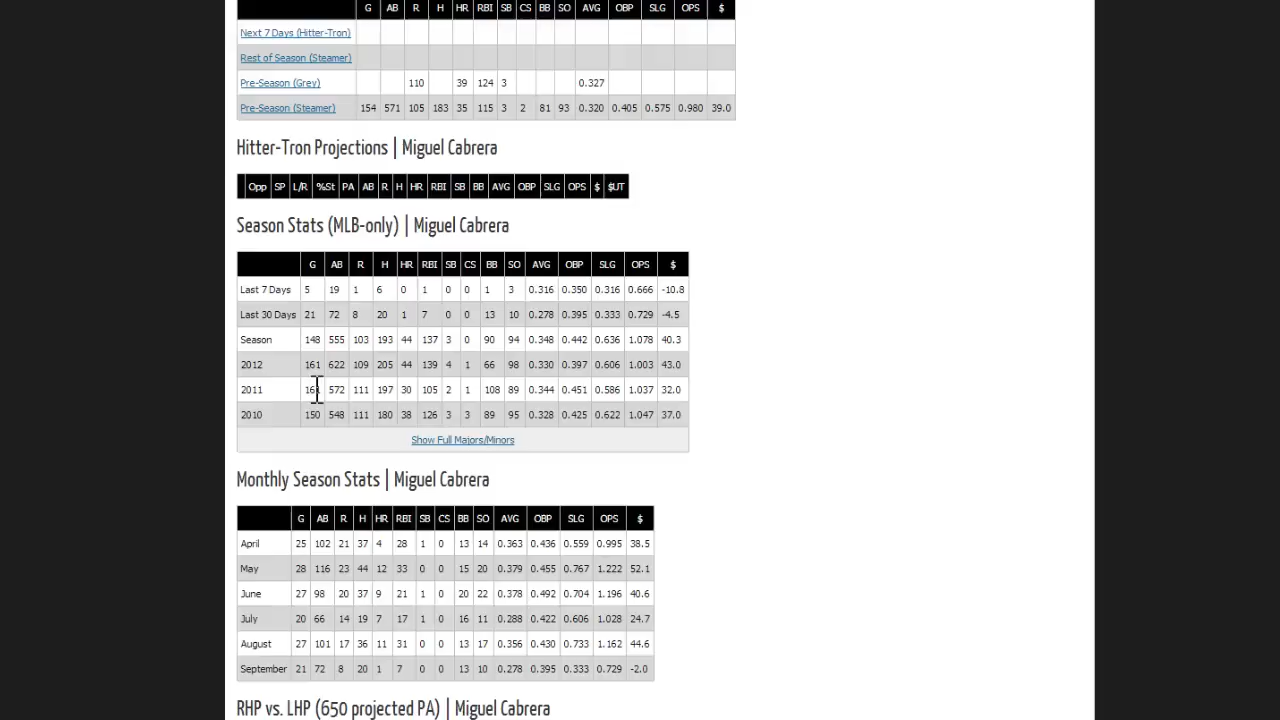 G AB R H HR RBI SB CS BB SO AVG OBP SLG OPS $
Next 7 Days (Hitter-Tron)
Rest of Season (Steamer)
Pre-Season (Grey) 110 39 124 3 0.327
Pre-Season (Steamer) 154 571 105 183 35 115 3 2 81 93 0.320 0.405 0.575 0.980 39.0
Hitter-Tron Projections | Miguel Cabrera
Opp SP L/R %St PA AB R H HR RBI SB BB AVG OBP SLG OPS $ $UT
Season Stats (MLB-only) | Miguel Cabrera
G AB R H HR RBI SB CS BB SO AVG OBP SLG OPS $
Last 7 Days 5 19 1 6 0 1 0 0 1 3 0.316 0.350 0.316 0.666 -10.8
Last 30 Days 21 72 8 20 1 7 0 0 13 10 0.278 0.395 0.333 0.729 -4.5
Season 148 555 103 193 44 137 3 0 90 94 0.348 0.442 0.636 1.078 40.3
2012 161 622 109 205 44 139 4 1 66 98 0.330 0.397 0.606 1.003 43.0
2011 572 111 197 30 105 2 1 108 89 0.344 0.451 0.586 1.037 32.0
2010 150 548 111 180 38 126 3 3 89 95 0.328 0.425 0.622 1.047 37.0
Show Full Majors/Minors
Monthly Season Stats | Miguel Cabrera
G AB R H HR RBI SB CS BB SO AVG OBP SLG OPS $
April 25 102 21 37 4 28 1 0 13 14 0.363 0.436 0.559 0.995 38.5
May 28 116 23 44 12 33 0 0 15 20 0.379 0.455 0.767 1.222 52.1
June 27 98 20 37 9 21 1 0 20 22 0.378 0.492 0.704 1.196 40.6
July 20 66 14 19 7 17 1 0 16 11 0.288 0.422 0.606 1.028 24.7
August 27 101 17 36 11 31 0 0 13 17 0.356 0.430 0.733 1.162 44.6
September 21 72 8 20 1 7 0 0 13 10 0.278 0.395 0.333 0.729 -2.0
RHP vs. LHP (650 projected PA) | Miguel Cabrera